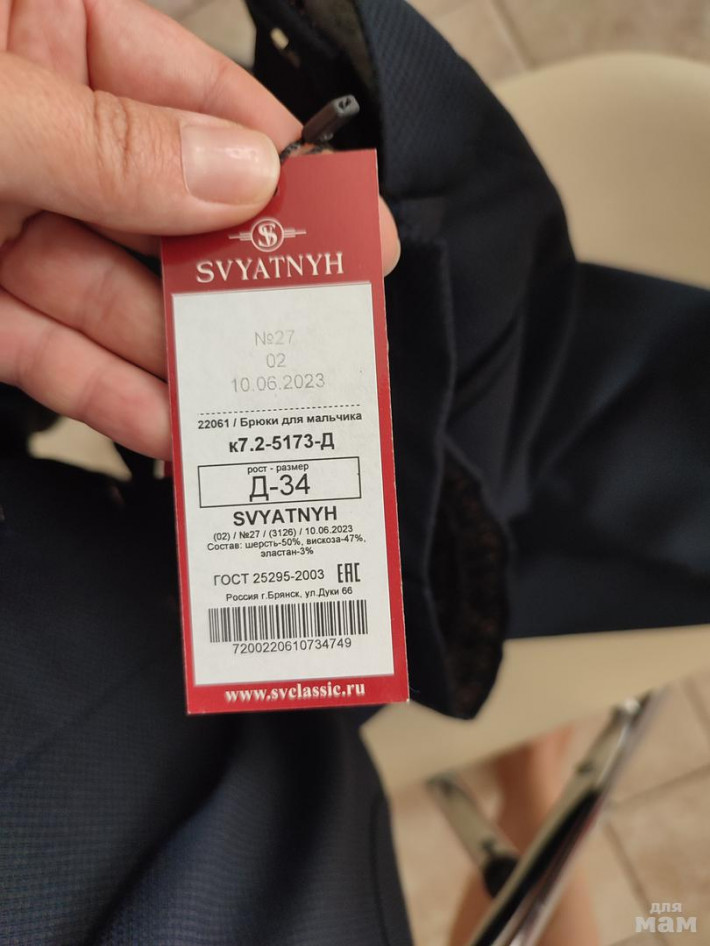 SVYATNYH
№27
02
10.06.2023
22061 / Брюки для мальчика
к7.2-5173-Д
рост - размер
Д-34
SVYATNYH
(02) / №27 / (3126) / 10.06.2023
Состав: шерсть-50%, вискоза-47%,
эластан-3%
ГОСТ 25295-2003 EAC
Россия г.Брянск, ул.Дуки 66
7200220610734749
www.svclassic.ru
для
мам